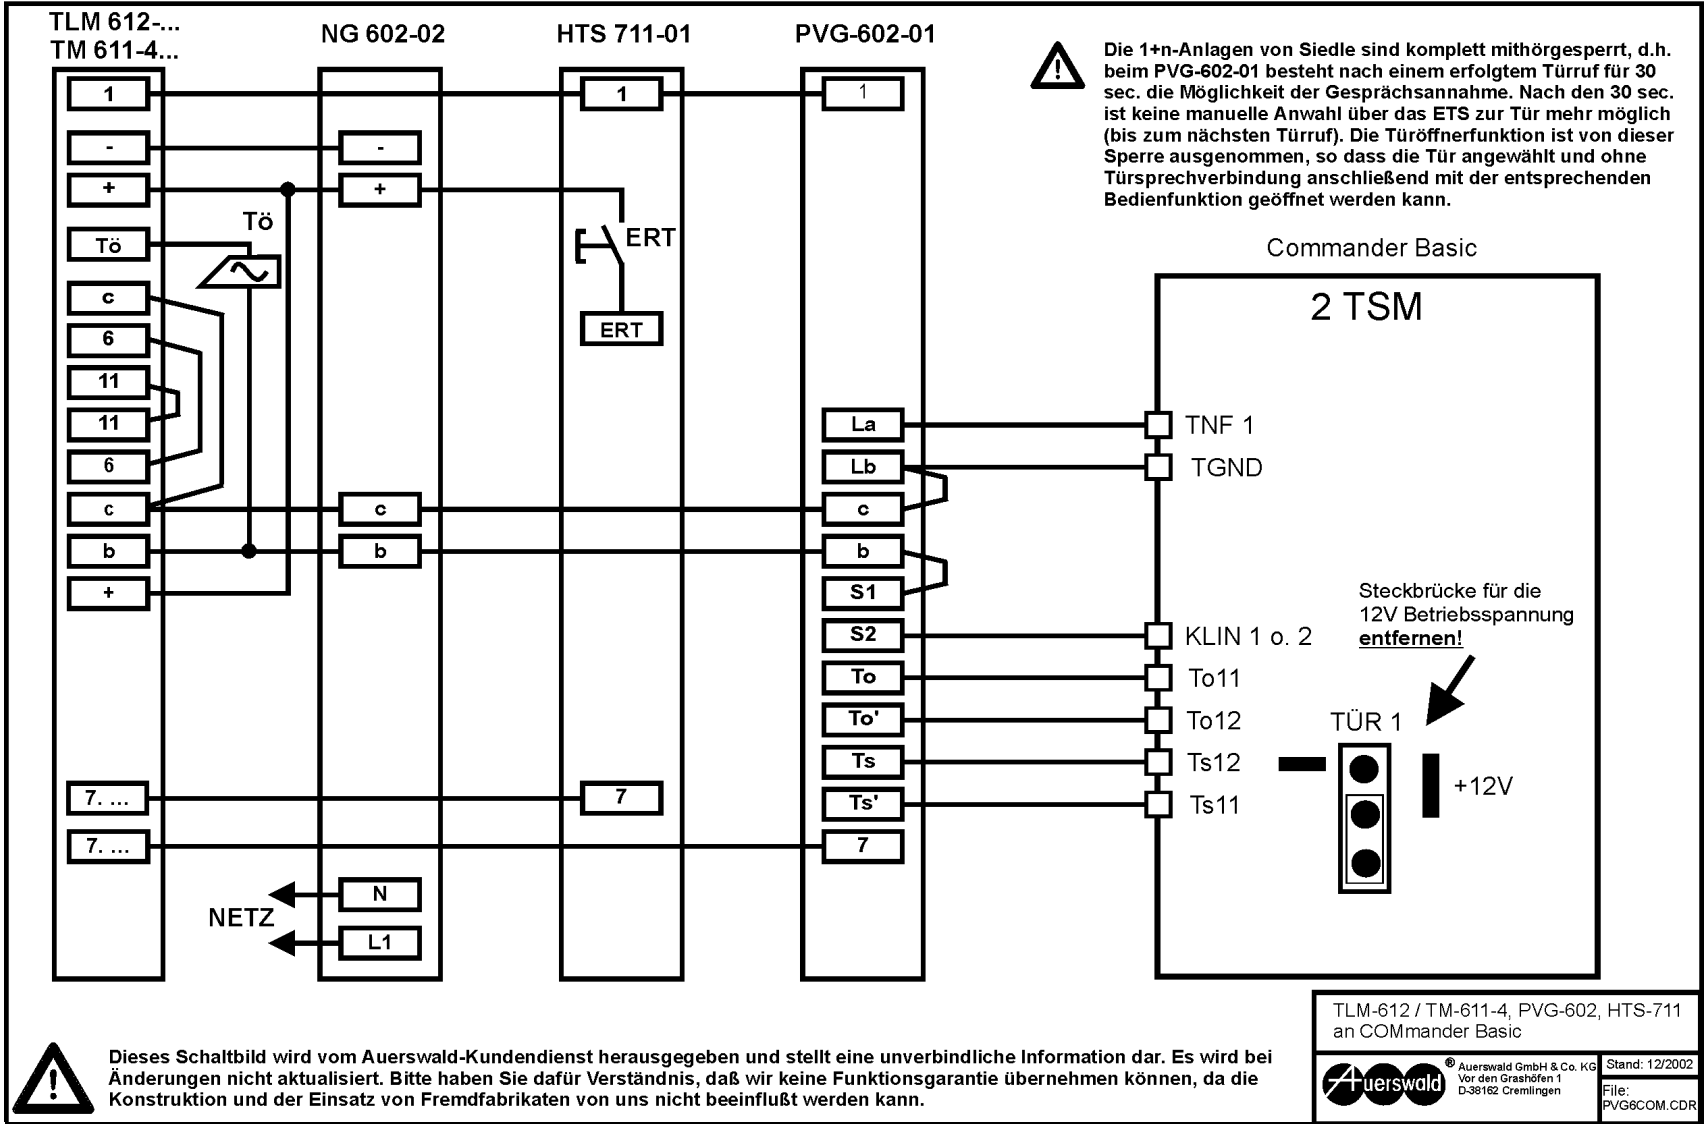 TLM 612-...
TM 611-4...
NG 602-02
HTS 711-01
PVG-602-01
Die 1+n-Anlagen von Siedle sind komplett mithörgesperrt, d.h.
beim PVG-602-01 besteht nach einem erfolgtem Türruf für 30
sec. die Möglichkeit der Gesprächsannahme. Nach den 30 sec.
ist keine manuelle Anwahl über das ETS zur Tür mehr möglich
(bis zum nächsten Türruf). Die Türöffnerfunktion ist von dieser
Sperre ausgenommen, so dass die Tür angewählt und ohne
Türsprechverbindung anschließend mit der entsprechenden
Bedienfunktion geöffnet werden kann.
1
-
+
Tö
c
6
11
11
6
c
b
+
7. ...
7. ...
Tö
-
+
c
b
N
L1
NETZ
1
ERT
ERT
7
1
La
Lb
c
b
S1
S2
To
To'
Ts
Ts'
7
Commander Basic
2 TSM
TNF 1
TGND
KLIN 1 o. 2
To11
To12
Ts12
Ts11
Steckbrücke für die
12V Betriebsspannung
entfernen!
TÜR 1
+12V
Dieses Schaltbild wird vom Auerswald-Kundendienst herausgegeben und stellt eine unverbindliche Information dar. Es wird bei
Änderungen nicht aktualisiert. Bitte haben Sie dafür Verständnis, daß wir keine Funktionsgarantie übernehmen können, da die
Konstruktion und der Einsatz von Fremdfabrikaten von uns nicht beeinflußt werden kann.
TLM-612 / TM-611-4, PVG-602, HTS-711
an COMmander Basic
Auerswald ®
Auerswald GmbH & Co. KG
Vor den Grashöfen 1
D-38162 Cremlingen
Stand: 12/2002
File:
PVG6COM.CDR